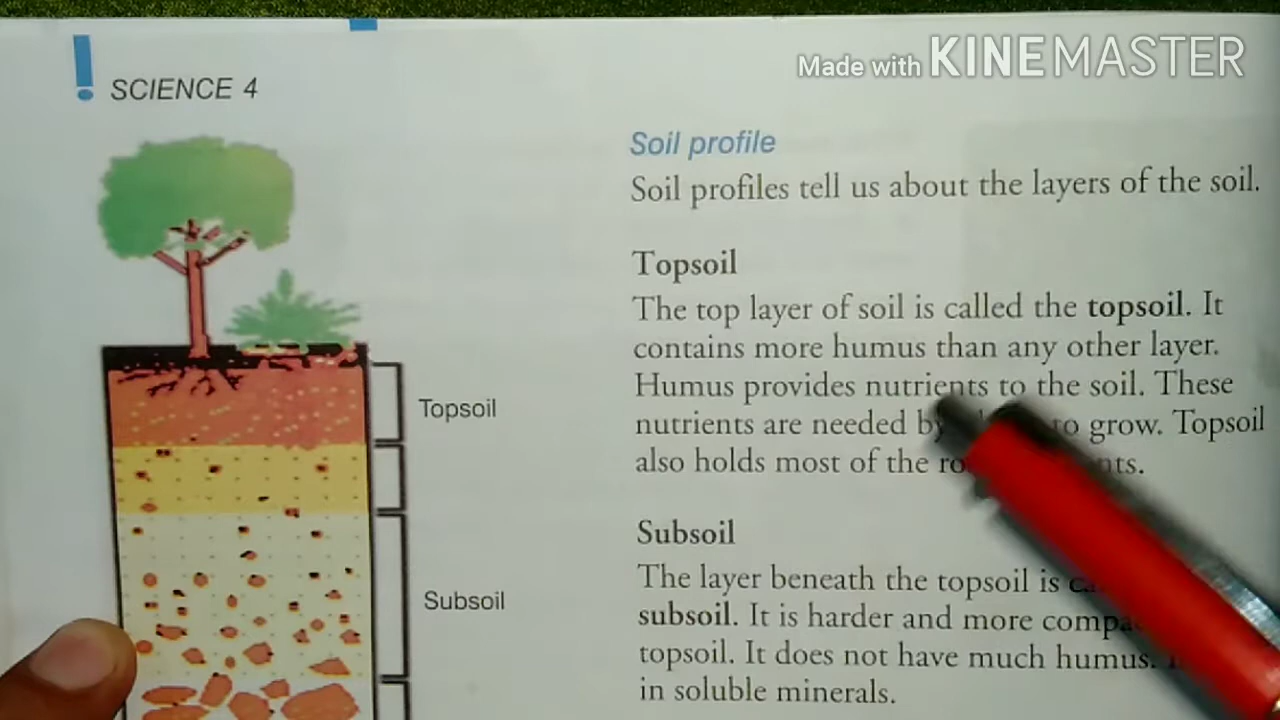 Made with KINEMASTER
SCIENCE 4
Topsoil
Subsoil
Soil profile
Soil profiles tell us about the layers of the soil.
Topsoil
The top layer of soil is called the topsoil. It
contains more humus than any other layer.
Humus provides nutrients to the soil. These
nutrients are needed by to grow. Topsoil
also holds most of the
Subsoil
The layer beneath the topsoil is
subsoil. It is harder and more
topsoil. It does not have much humus.
in soluble minerals.